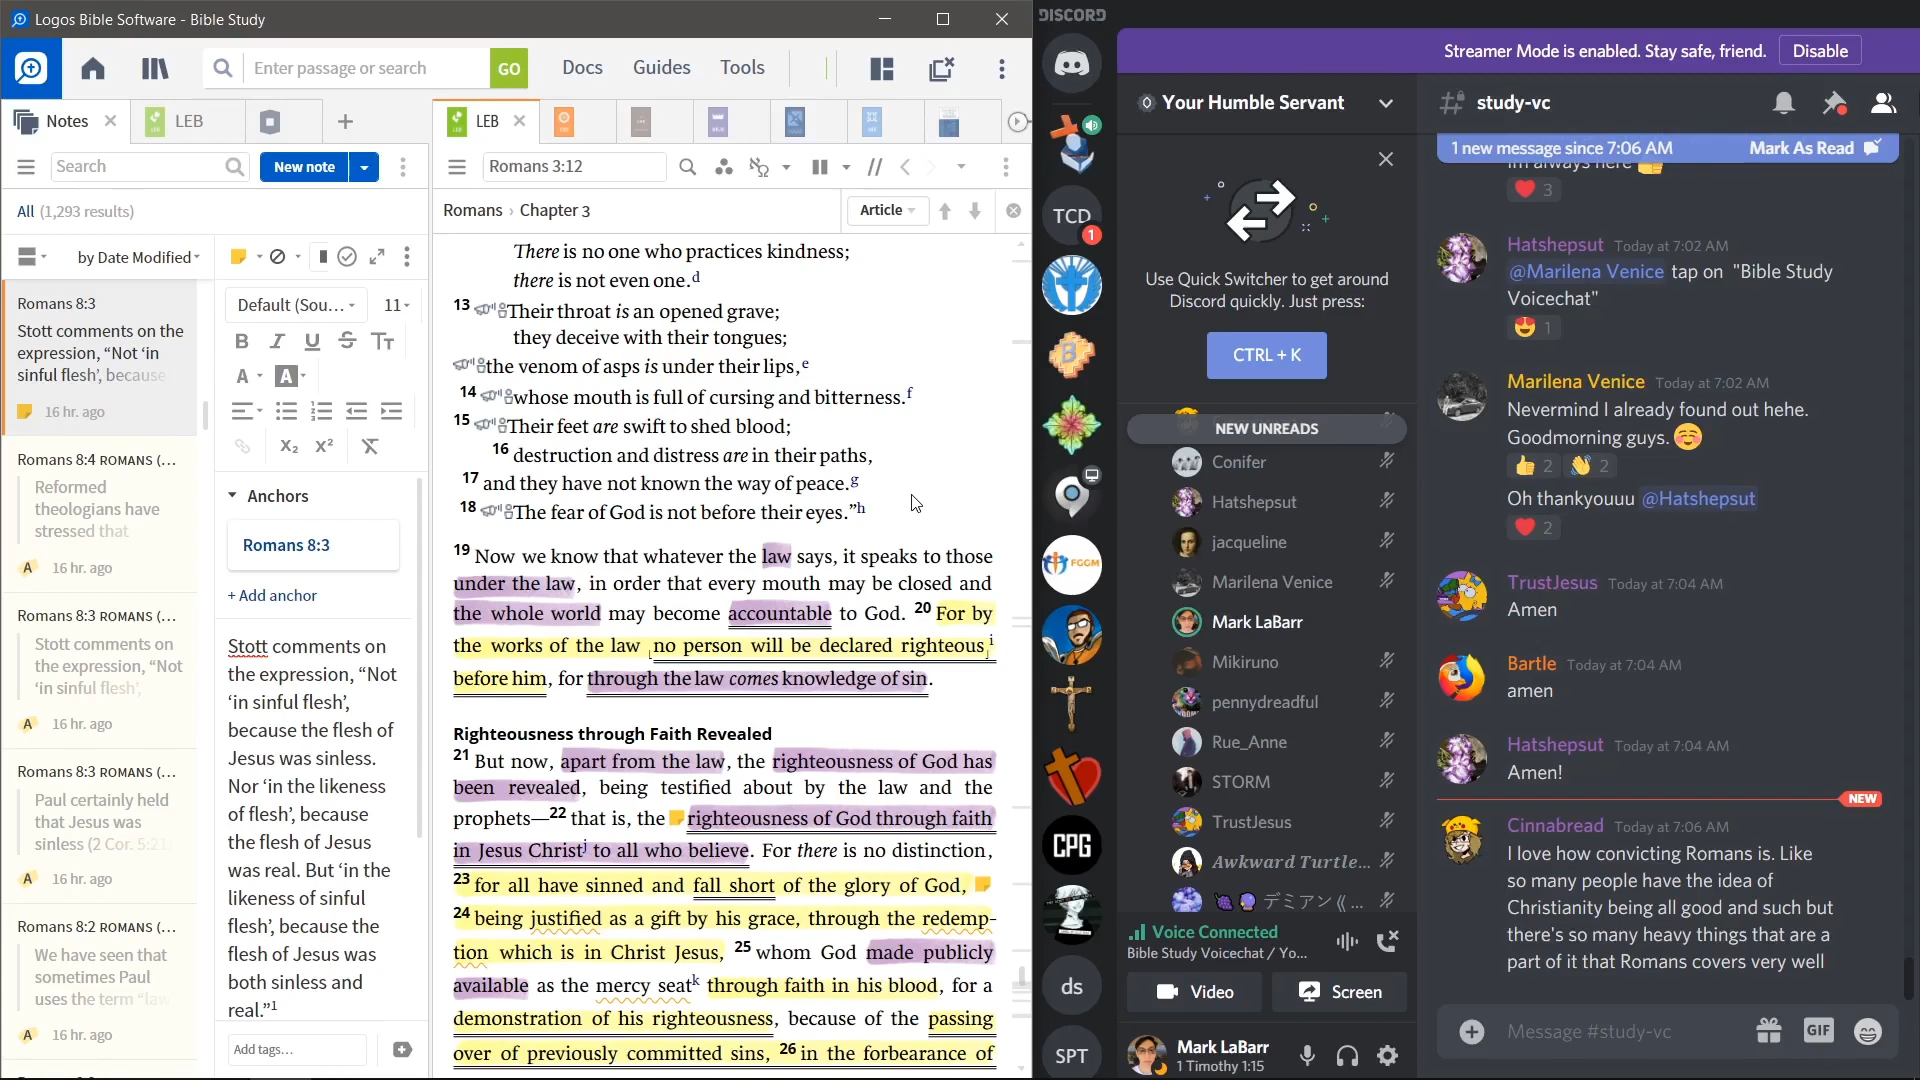 Logos Bible Software - Bible Study
Enter passage or search
GO
Docs
Guides
Tools
Notes
LEB
Search
New note
All (1,293 results)
by Date Modified
Romans 8:3
Stott comments on the
expression, “Not ‘in
sinful flesh’, because
16 hr. ago
Romans 8:4 ROMANS (...
Reformed
theologians have
stressed that
A 16 hr. ago
Romans 8:3 ROMANS (...
Stott comments on
the expression, “Not
‘in sinful flesh’,
A 16 hr. ago
Romans 8:3 ROMANS (...
Paul certainly held
that Jesus was
sinless (2 Cor. 5:21)
A 16 hr. ago
Romans 8:2 ROMANS (...
We have seen that
sometimes Paul
uses the term “law
A 16 hr. ago
Default (Sou...
11
B I U S TT
A A
X₂ X²
Anchors
Romans 8:3
+ Add anchor
Stott comments on
the expression, “Not
‘in sinful flesh’,
because the flesh of
Jesus was sinless.
Nor ‘in the likeness
of flesh’, because
the flesh of Jesus
was real. But ‘in the
likeness of sinful
flesh’, because the
flesh of Jesus was
both sinless and
real.”1
Add tags...
LEB
Romans 3:12
Romans › Chapter 3
Article
There is no one who practices kindness;
there is not even one.d
13 Their throat is an opened grave;
they deceive with their tongues;
the venom of asps is under their lips,e
14 whose mouth is full of cursing and bitterness.f
15 Their feet are swift to shed blood;
16 destruction and distress are in their paths,
17 and they have not known the way of peace.g
18 The fear of God is not before their eyes.”h
19 Now we know that whatever the law says, it speaks to those
under the law, in order that every mouth may be closed and
the whole world may become accountable to God. 20 For by
the works of the law ⌊no person will be declared righteous⌋i
before him, for through the law comes knowledge of sin.
Righteousness through Faith Revealed
21 But now, apart from the law, the righteousness of God has
been revealed, being testified about by the law and the
prophets—22 that is, the righteousness of God through faith
in Jesus Christj to all who believe. For there is no distinction,
23 for all have sinned and fall short of the glory of God,
24 being justified as a gift by his grace, through the redemp-
tion which is in Christ Jesus, 25 whom God made publicly
available as the mercy seatk through faith in his blood, for a
demonstration of his righteousness, because of the passing
over of previously committed sins, 26 in the forbearance of
DISCORD
TCD
1
FGGM
CPG
ds
SPT
Streamer Mode is enabled. Stay safe, friend.
Disable
Your Humble Servant
Use Quick Switcher to get around
Discord quickly. Just press:
CTRL + K
NEW UNREADS
Conifer
Hatshepsut
jacqueline
Marilena Venice
Mark LaBarr
Mikiruno
pennydreadful
Rue_Anne
STORM
TrustJesus
Awkward Turtle...
デミアン《 ...
Voice Connected
Bible Study Voicechat / Yo...
Video
Screen
Mark LaBarr
1 Timothy 1:15
study-vc
1 new message since 7:06 AM
Mark As Read
I'm always here
3
Hatshepsut Today at 7:02 AM
@Marilena Venice tap on "Bible Study
Voicechat"
1
Marilena Venice Today at 7:02 AM
Nevermind I already found out hehe.
Goodmorning guys.
2 2
Oh thankyouuu @Hatshepsut
2
TrustJesus Today at 7:04 AM
Amen
Bartle Today at 7:04 AM
amen
Hatshepsut Today at 7:04 AM
Amen!
NEW
Cinnabread Today at 7:06 AM
I love how convicting Romans is. Like
so many people have the idea of
Christianity being all good and such but
there's so many heavy things that are a
part of it that Romans covers very well
Message #study-vc
GIF